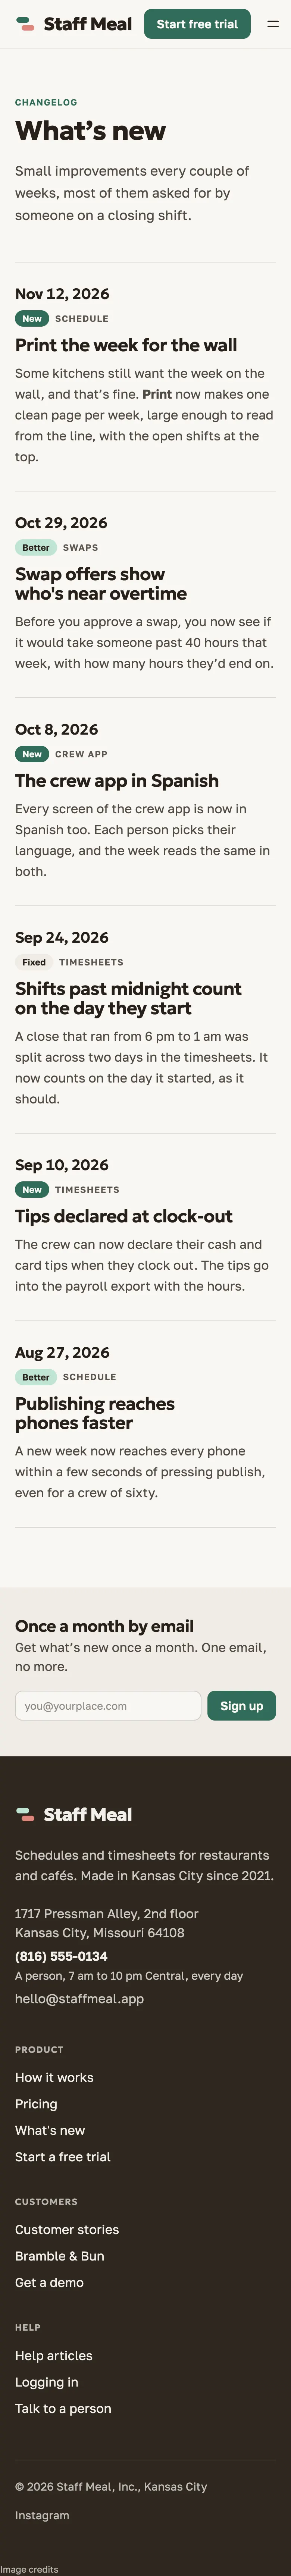 Staff Meal
Start free trial
CHANGELOG
What’s new
Small improvements every couple of
weeks, most of them asked for by
someone on a closing shift.
Nov 12, 2026
New SCHEDULE
Print the week for the wall
Some kitchens still want the week on the
wall, and that’s fine. Print now makes one
clean page per week, large enough to read
from the line, with the open shifts at the
top.
Oct 29, 2026
Better SWAPS
Swap offers show
who's near overtime
Before you approve a swap, you now see if
it would take someone past 40 hours that
week, with how many hours they’d end on.
Oct 8, 2026
New CREW APP
The crew app in Spanish
Every screen of the crew app is now in
Spanish too. Each person picks their
language, and the week reads the same in
both.
Sep 24, 2026
Fixed TIMESHEETS
Shifts past midnight count
on the day they start
A close that ran from 6 pm to 1 am was
split across two days in the timesheets. It
now counts on the day it started, as it
should.
Sep 10, 2026
New TIMESHEETS
Tips declared at clock-out
The crew can now declare their cash and
card tips when they clock out. The tips go
into the payroll export with the hours.
Aug 27, 2026
Better SCHEDULE
Publishing reaches
phones faster
A new week now reaches every phone
within a few seconds of pressing publish,
even for a crew of sixty.
Once a month by email
Get what’s new once a month. One email,
no more.
you@yourplace.com
Sign up
Staff Meal
Schedules and timesheets for restaurants
and cafés. Made in Kansas City since 2021.
1717 Pressman Alley, 2nd floor
Kansas City, Missouri 64108
(816) 555-0134
A person, 7 am to 10 pm Central, every day
hello@staffmeal.app
PRODUCT
How it works
Pricing
What's new
Start a free trial
CUSTOMERS
Customer stories
Bramble & Bun
Get a demo
HELP
Help articles
Logging in
Talk to a person
© 2026 Staff Meal, Inc., Kansas City
Instagram
Image credits